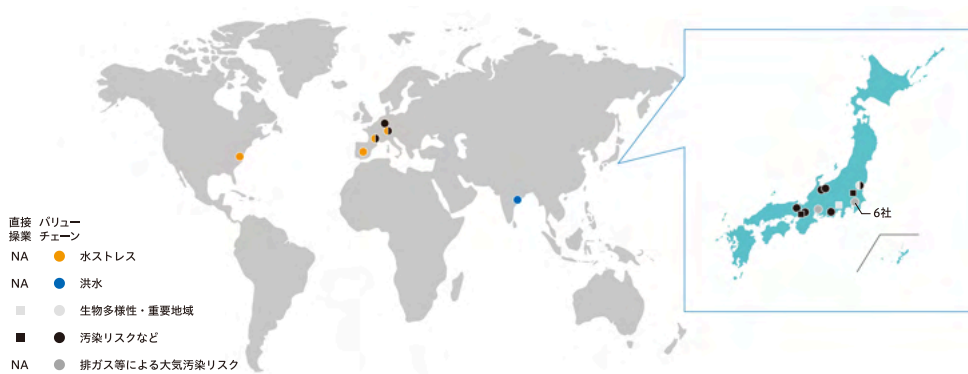 6社
直接 バリュー
操業 チェーン
NA 水ストレス
NA 洪水
生物多様性・重要地域
汚染リスクなど
NA 排ガス等による大気汚染リスク